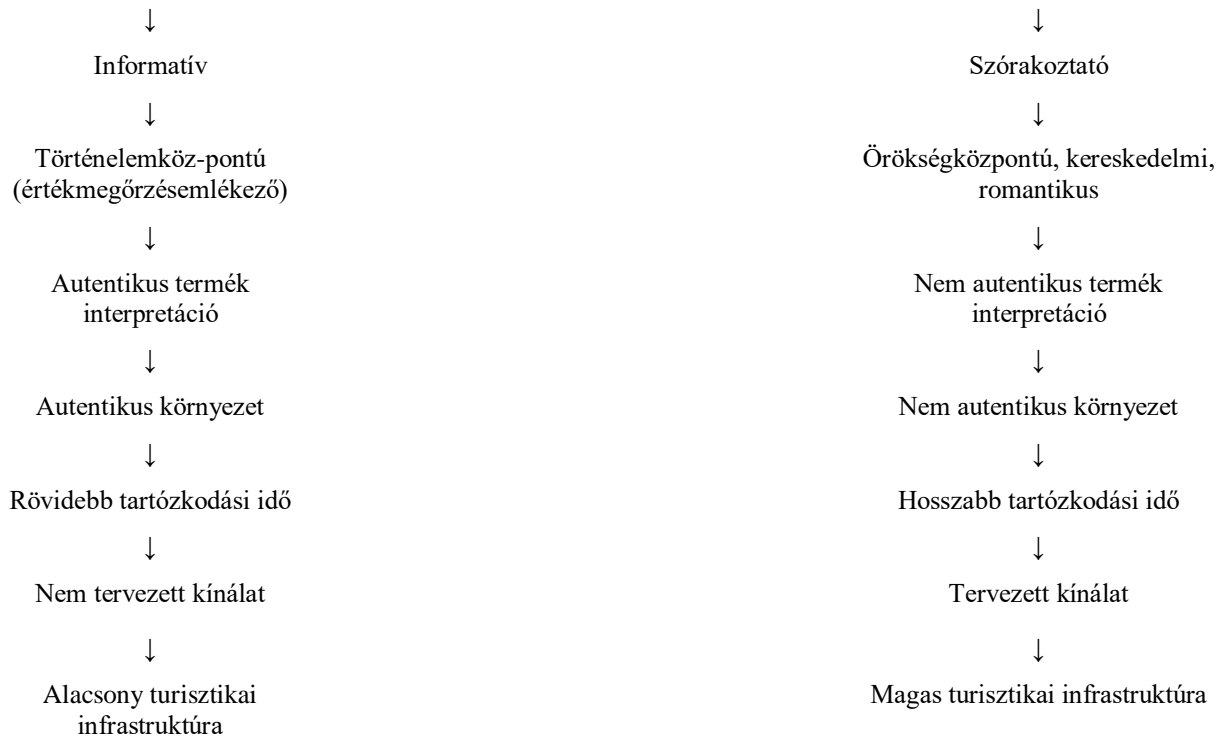 ↓ ↓
Informatív Szórakoztató
↓ ↓
Történelemköz-pontú Örökségközpontú, kereskedelmi,
(értékmegőrzésemlékező) romantikus
↓ ↓
Autentikus termék Nem autentikus termék
interpretáció interpretáció
↓ ↓
Autentikus környezet Nem autentikus környezet
↓ ↓
Rövidebb tartózkodási idő Hosszabb tartózkodási idő
↓ ↓
Nem tervezett kínálat Tervezett kínálat
↓ ↓
Alacsony turisztikai Magas turisztikai infrastruktúra
infrastruktúra